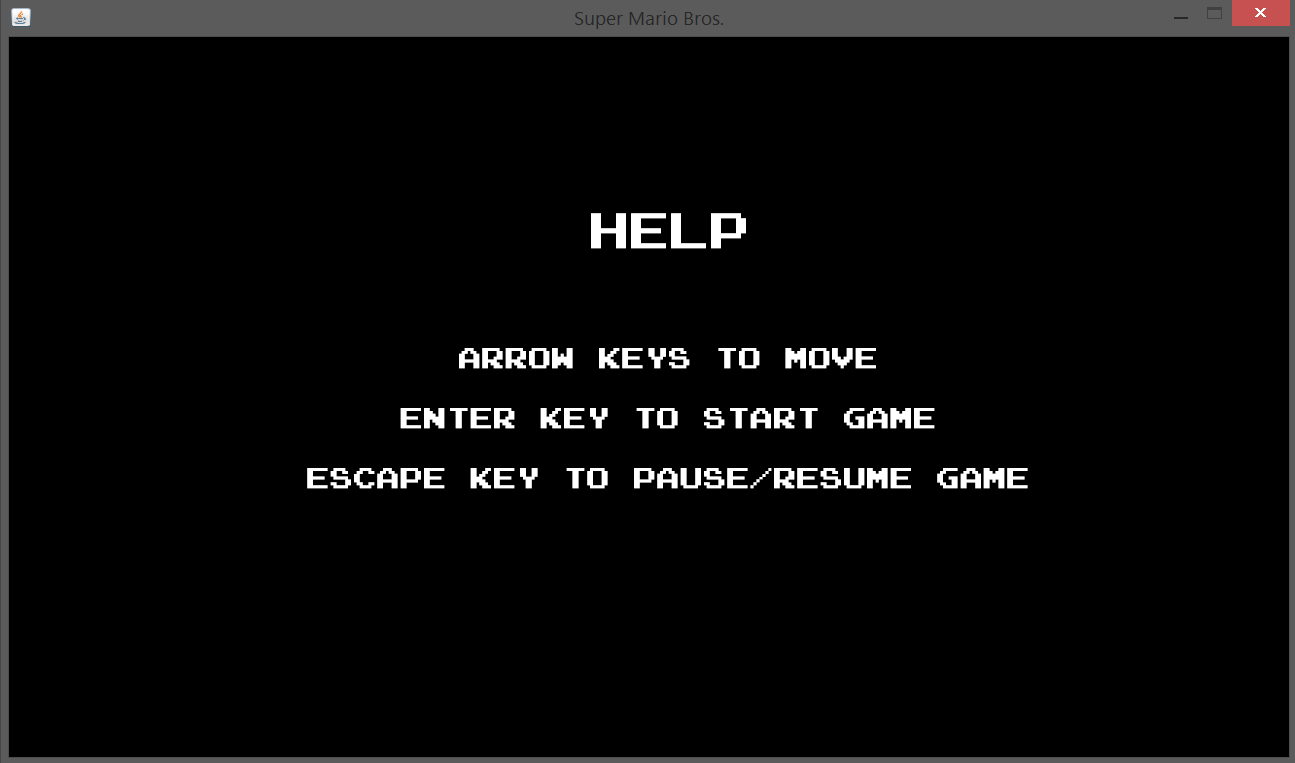 Super Mario Bros.
HELP
ARROW KEYS TO MOVE
ENTER KEY TO START GAME
ESCAPE KEY TO PAUSE/RESUME GAME